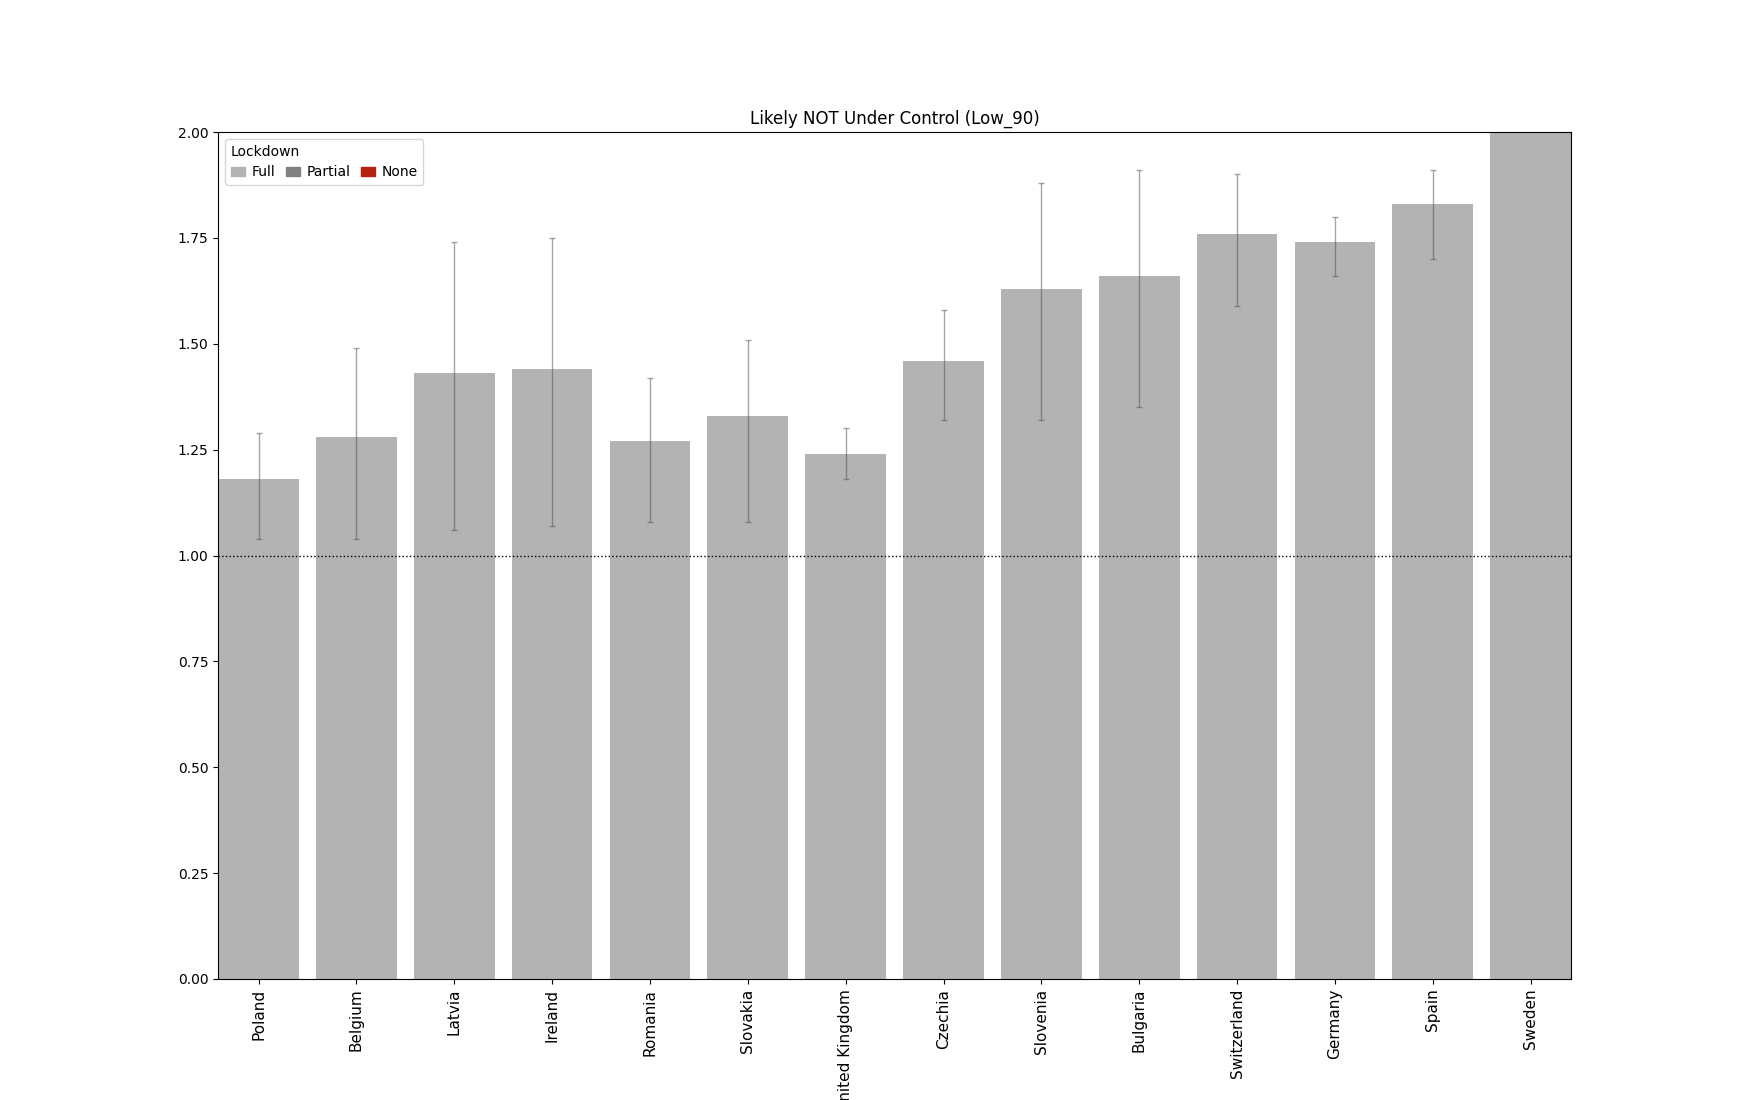 Likely NOT Under Control (Low_90)
2.00
1.75
1.50
1.25
1.00
0.75
0.50
0.25
0.00
Lockdown
Full Partial None
Poland
Belgium
Latvia
Ireland
Romania
Slovakia
nited Kingdom
Czechia
Slovenia
Bulgaria
Switzerland
Germany
Spain
Sweden